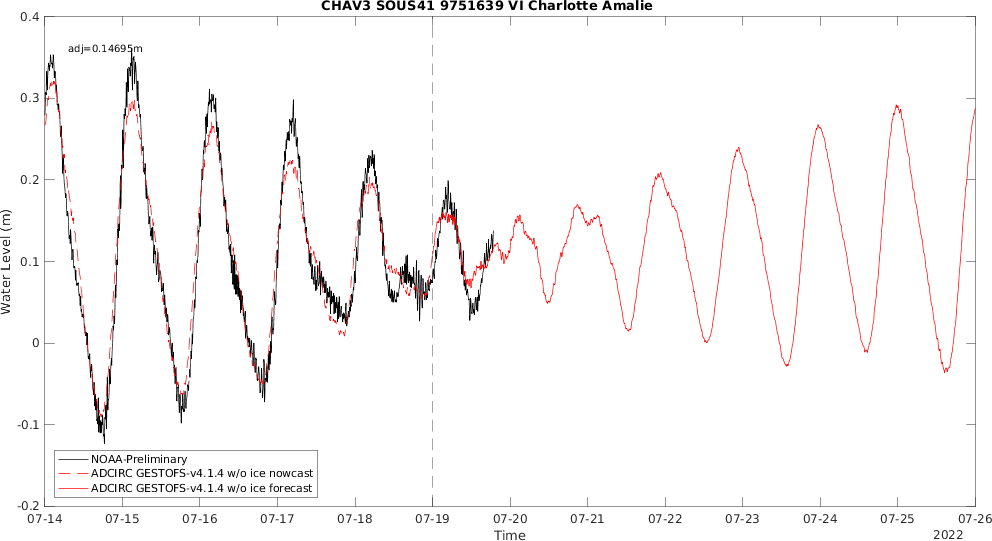 CHAV3 SOUS41 9751639 VI Charlotte Amalie
adj=0.14695m
0.4
0.3
0.2
0.1
0
-0.1
-0.2
Water Level (m)
NOAA-Preliminary
ADCIRC GESTOFS-v4.1.4 w/o ice nowcast
ADCIRC GESTOFS-v4.1.4 w/o ice forecast
07-14 07-15 07-16 07-17 07-18 07-19 07-20 07-21 07-22 07-23 07-24 07-25 07-26
Time
2022